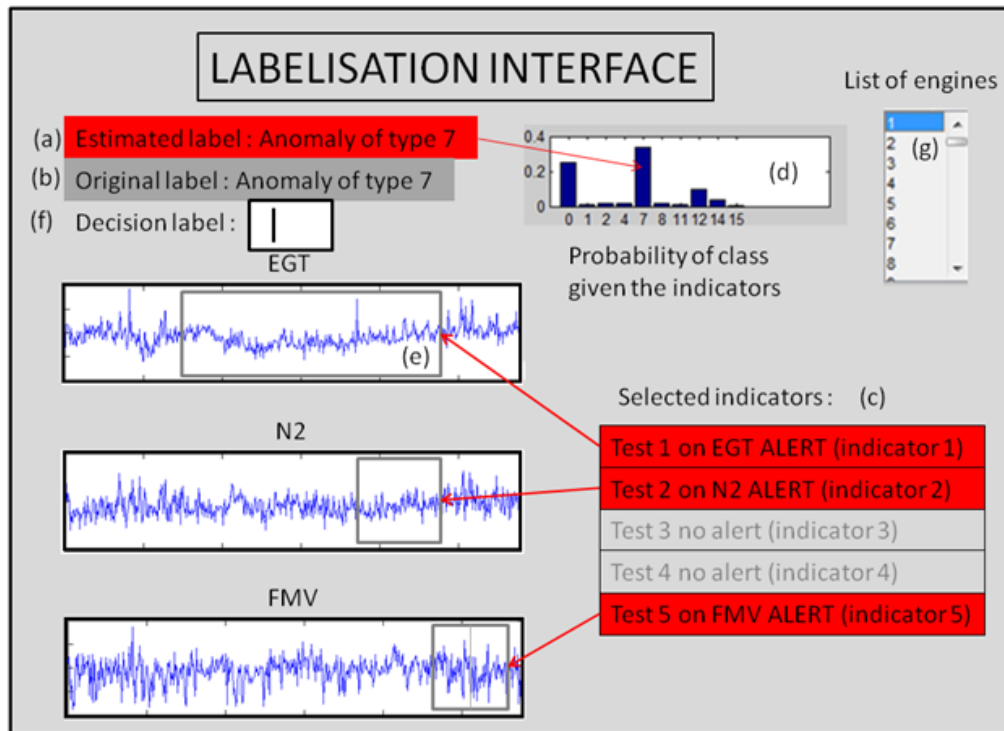 LABELISATION INTERFACE
List of engines
(a) Estimated label : Anomaly of type 7
(b) Original label : Anomaly of type 7
(f) Decision label :
0.4
0.2
0
0 1 2 4 7 8 11 12 14 15
(d)
Probability of class
given the indicators
1
2
3
4
5
6
7
8
(g)
EGT
(e)
N2
FMV
Selected indicators : (c)
Test 1 on EGT ALERT (indicator 1)
Test 2 on N2 ALERT (indicator 2)
Test 3 no alert (indicator 3)
Test 4 no alert (indicator 4)
Test 5 on FMV ALERT (indicator 5)